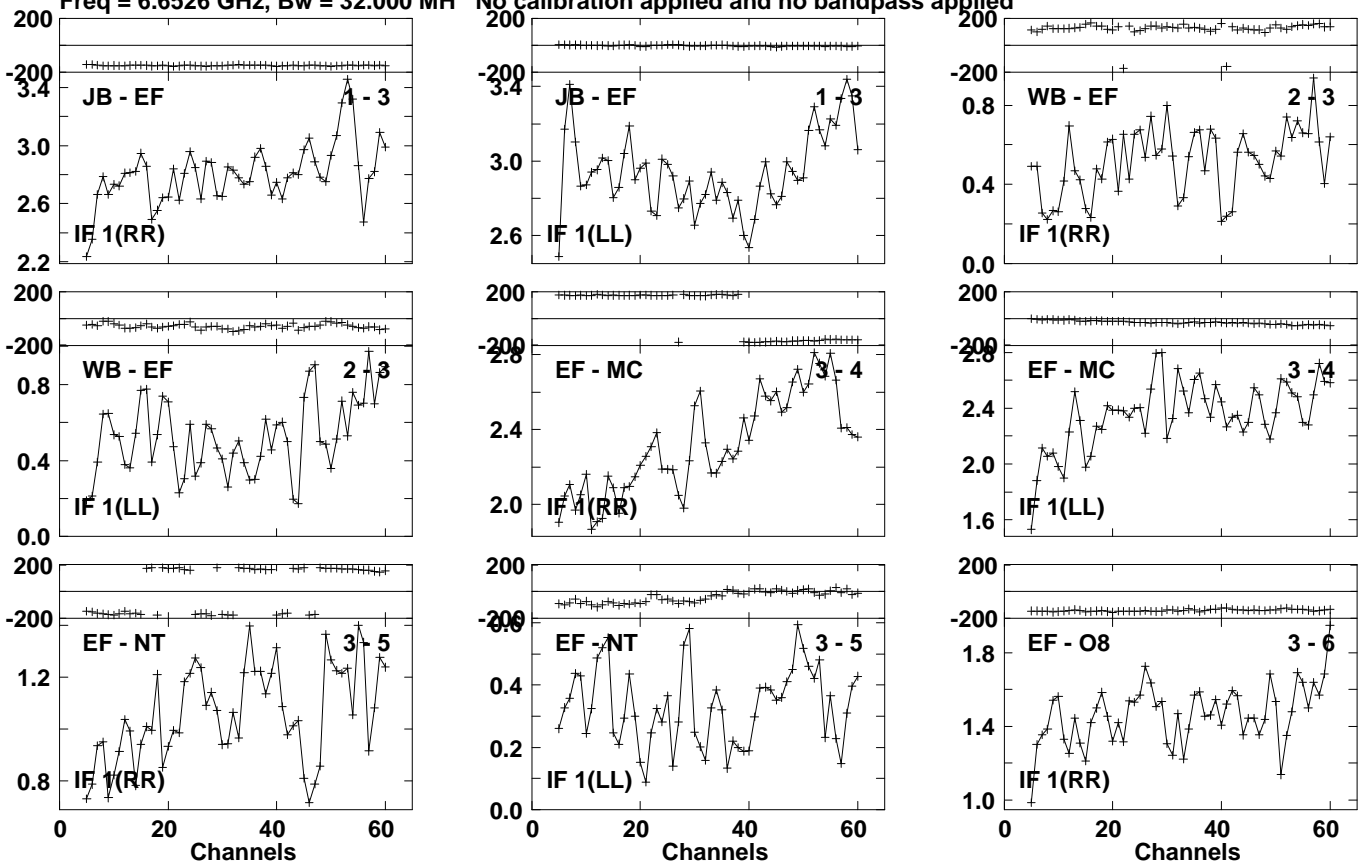 Freq = 6.6526 GHz, Bw = 32.000 MH No calibration applied and no bandpass applied
200
-200
3.4
3.0
2.6
2.2
JB - EF
1 - 3
IF 1(RR)
200
-200
3.4
3.0
2.6
JB - EF
1 - 3
IF 1(LL)
200
-200
0.8
0.4
0.0
WB - EF
2 - 3
IF 1(RR)
200
-200
0.8
0.4
0.0
WB - EF
2 - 3
IF 1(LL)
200
-200
2.8
2.4
2.0
EF - MC
3 - 4
IF 1(RR)
200
-200
2.8
2.4
2.0
1.6
EF - MC
3 - 4
IF 1(LL)
200
-200
1.2
0.8
EF - NT
3 - 5
IF 1(RR)
0 20 40 60
Channels
200
-200
0.6
0.4
0.2
0.0
EF - NT
3 - 5
IF 1(LL)
0 20 40 60
Channels
200
-200
1.8
1.4
1.0
EF - O8
3 - 6
IF 1(RR)
0 20 40 60
Channels